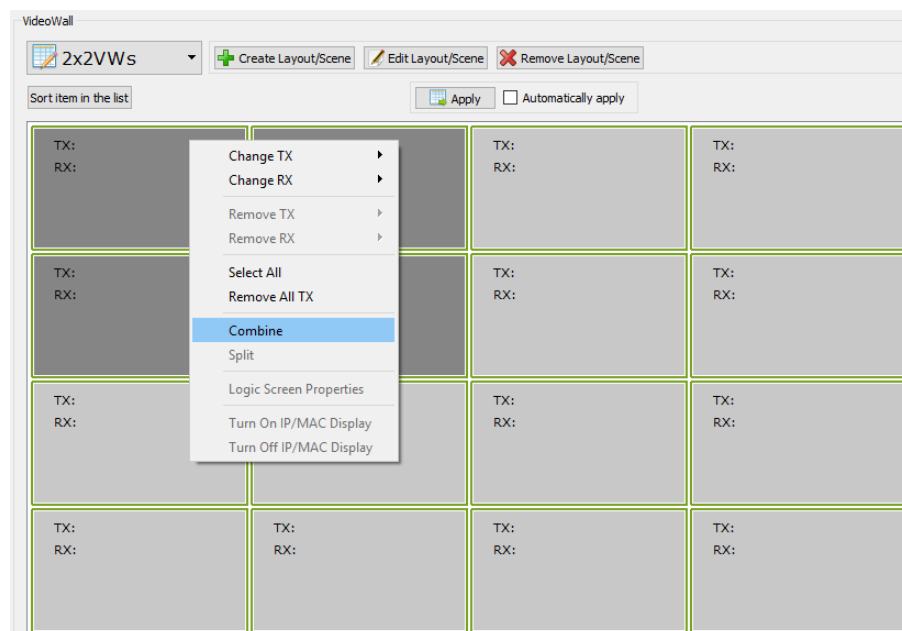 VideoWall
2x2VWs
Create Layout/Scene
Edit Layout/Scene
Remove Layout/Scene
Sort item in the list
Apply
Automatically apply
TX:
RX:
TX:
RX:
TX:
RX:
Change TX
Change RX
Remove TX
Remove RX
Select All
Remove All TX
Combine
Split
Logic Screen Properties
Turn On IP/MAC Display
Turn Off IP/MAC Display
TX:
RX:
TX:
RX:
TX:
RX:
TX:
RX:
TX:
RX:
TX:
RX:
TX:
RX:
TX:
RX:
TX:
RX:
TX:
RX: